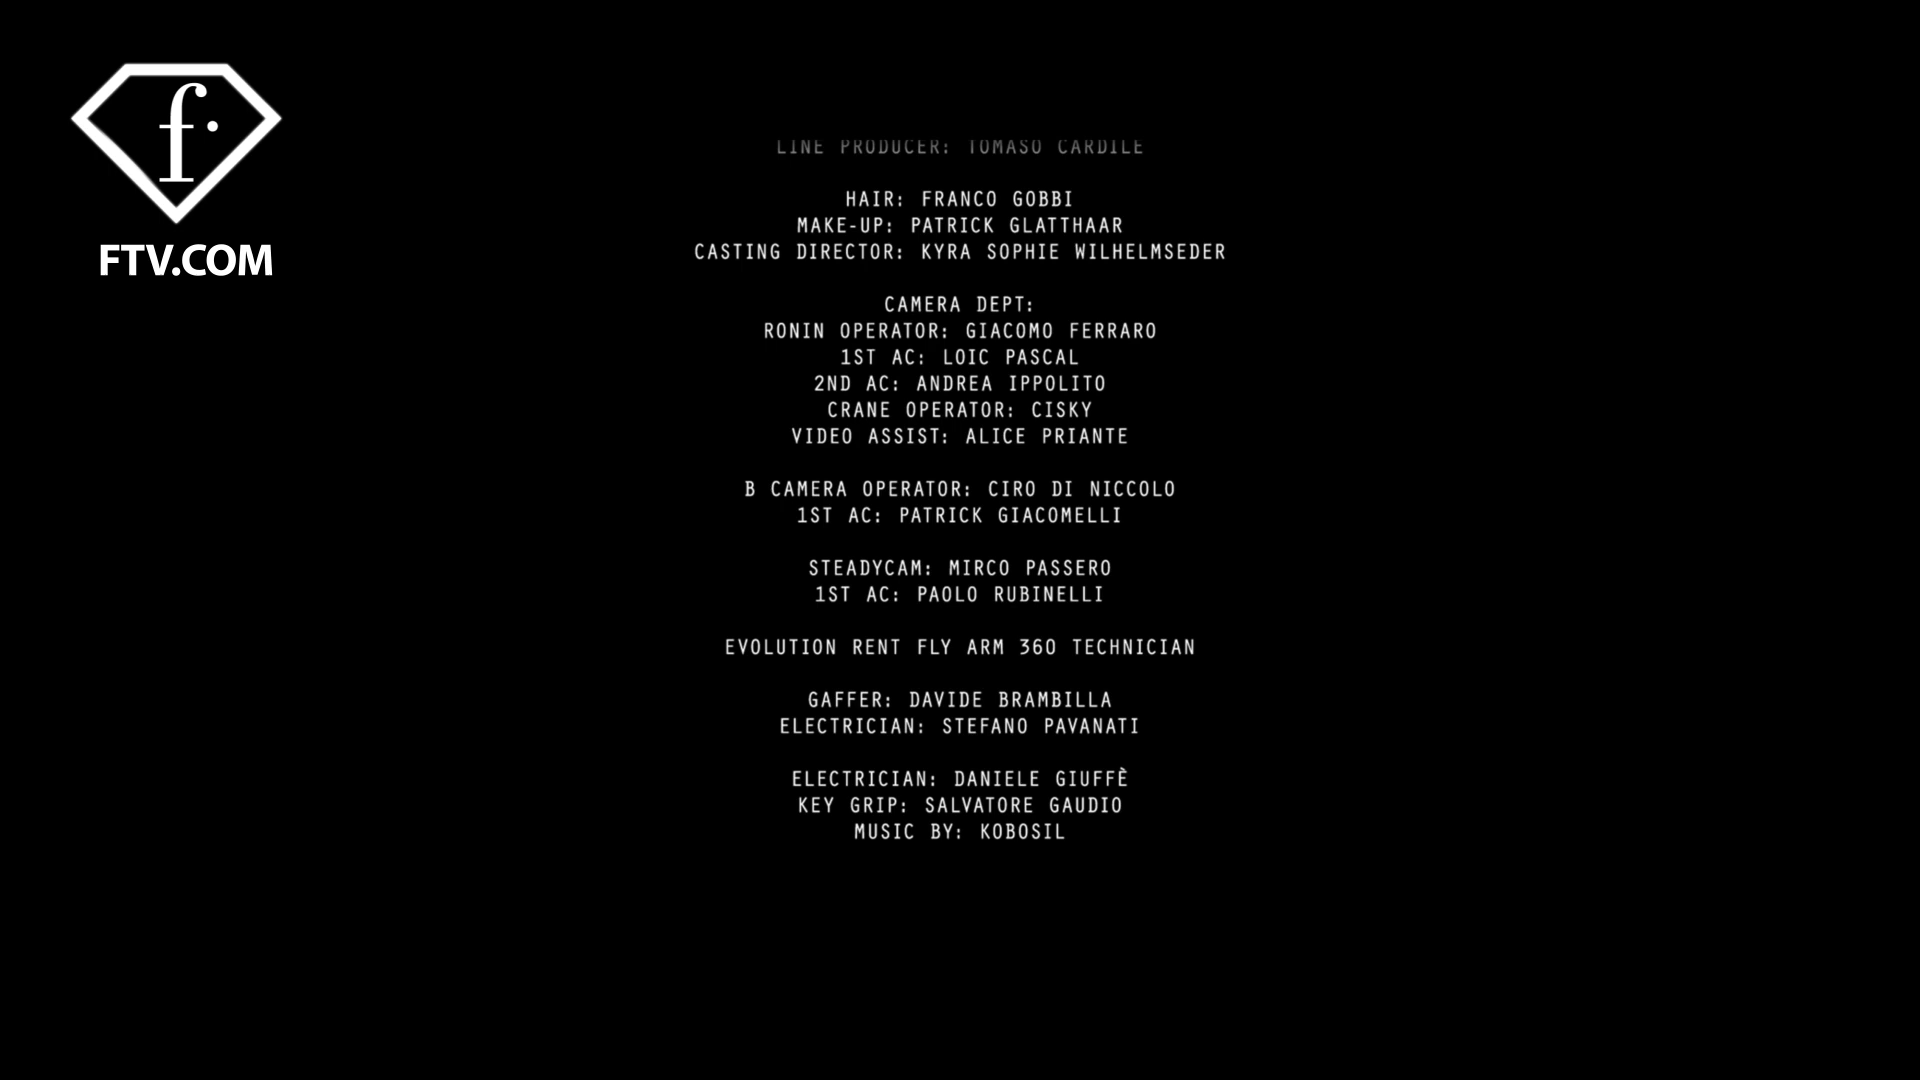 f.
FTV.COM
LINE PRODUCER: TOMASO CARDILE
HAIR: FRANCO GOBBI
MAKE-UP: PATRICK GLATTHAAR
CASTING DIRECTOR: KYRA SOPHIE WILHELMSEDER
CAMERA DEPT:
RONIN OPERATOR: GIACOMO FERRARO
1ST AC: LOIC PASCAL
2ND AC: ANDREA IPPOLITO
CRANE OPERATOR: CISKY
VIDEO ASSIST: ALICE PRIANTE
B CAMERA OPERATOR: CIRO DI NICCOLO
1ST AC: PATRICK GIACOMELLI
STEADYCAM: MIRCO PASSERO
1ST AC: PAOLO RUBINELLI
EVOLUTION RENT FLY ARM 360 TECHNICIAN
GAFFER: DAVIDE BRAMBILLA
ELECTRICIAN: STEFANO PAVANATI
ELECTRICIAN: DANIELE GIUFFÈ
KEY GRIP: SALVATORE GAUDIO
MUSIC BY: KOBOSIL